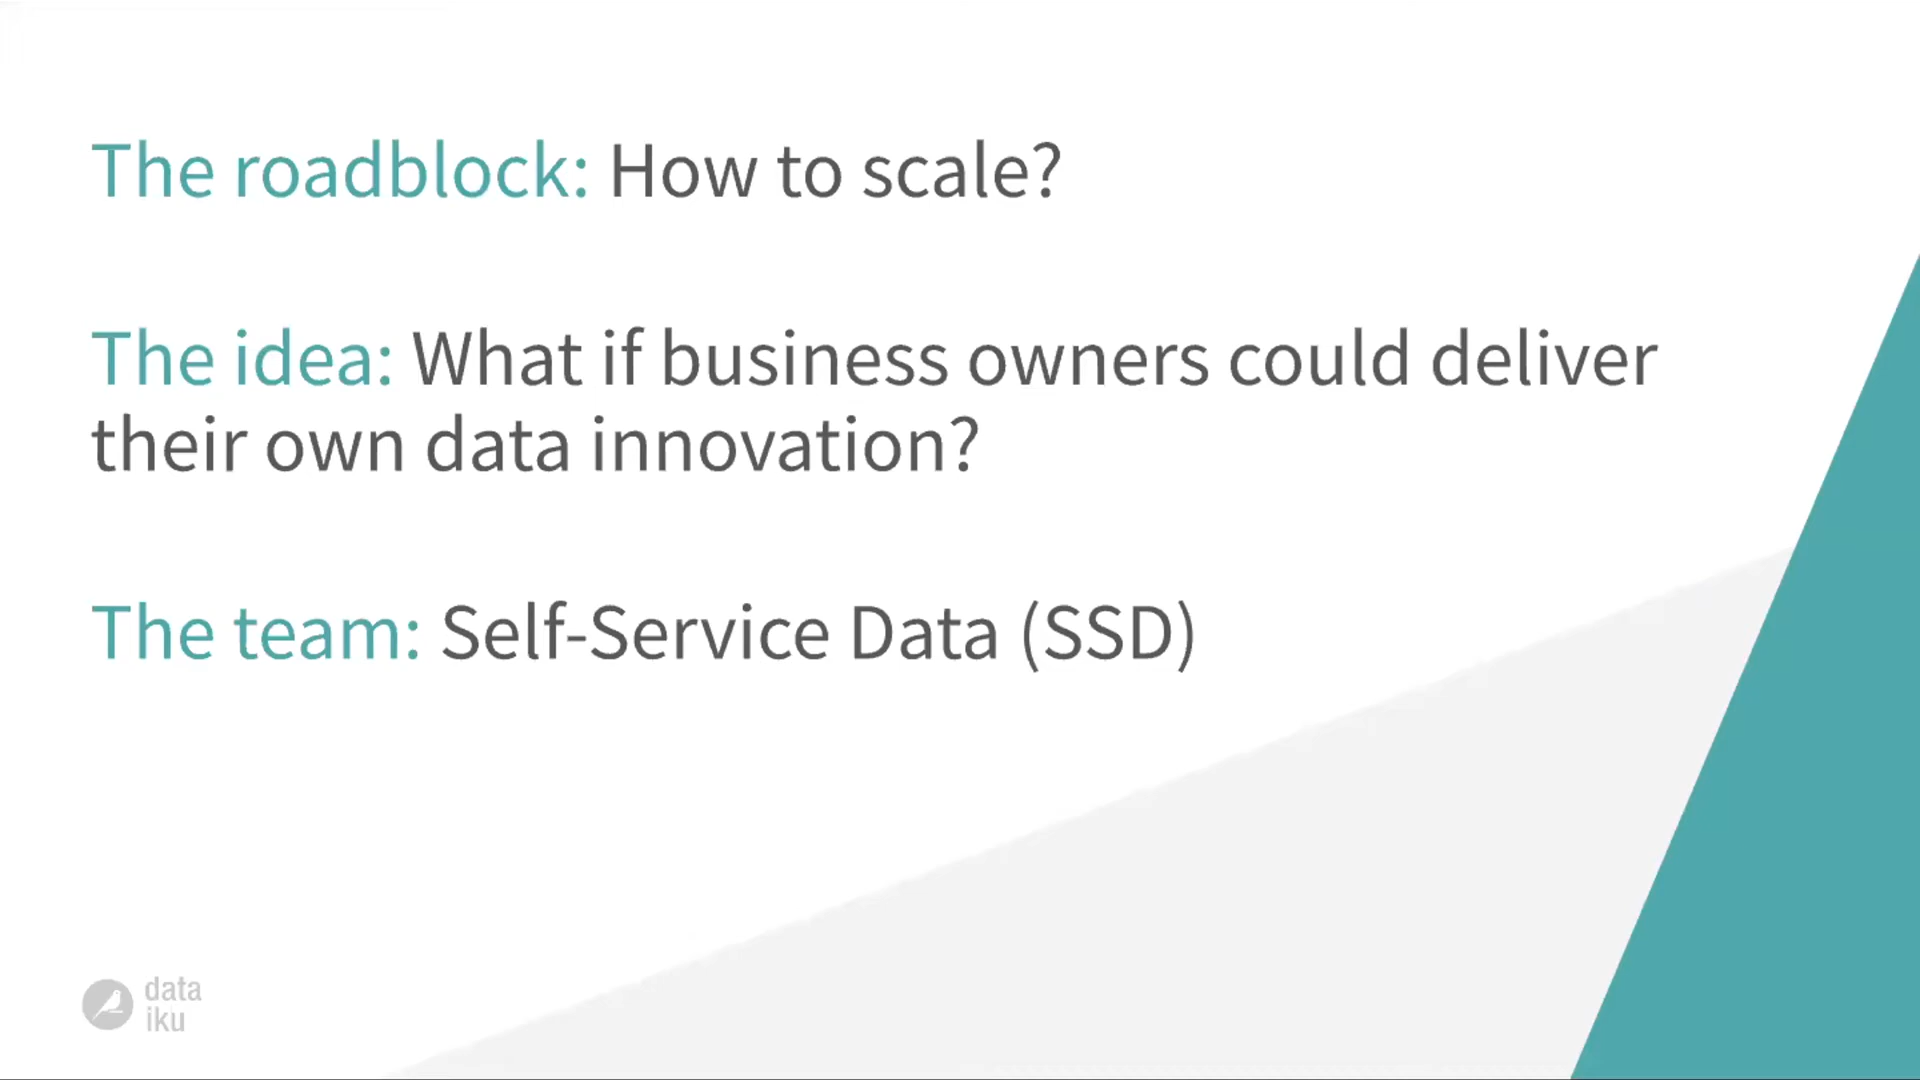 The roadblock: How to scale?
The idea: What if business owners could deliver
their own data innovation?
The team: Self-Service Data (SSD)
data
iku